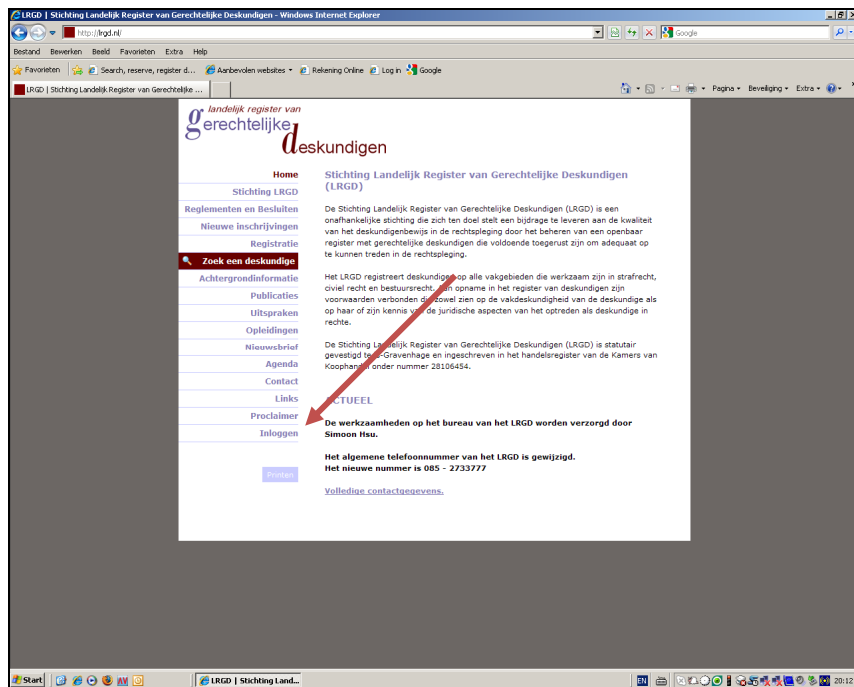 LRGD | Stichting Landelijk Register van Gerechtelijke Deskundigen - Windows Internet Explorer
http://lrgd.nl/
Google
Bestand Bewerken Beeld Favorieten Extra Help
Favorieten Search, reserve, register d... Aanbevolen websites Rekening Online Log in Google
LRGD | Stichting Landelijk Register van Gerechtelijke ... Pagina Beveiliging Extra
landelijk register van
gerechtelijke
deskundigen
Home
Stichting LRGD
Reglementen en Besluiten
Nieuwe inschrijvingen
Registratie
Zoek een deskundige
Achtergrondinformatie
Publicaties
Uitspraken
Opleidingen
Nieuwsbrief
Agenda
Contact
Links
Proclaimer
Inloggen
Printen
Stichting Landelijk Register van Gerechtelijke Deskundigen
(LRGD)
De Stichting Landelijk Register van Gerechtelijke Deskundigen (LRGD) is een
onafhankelijke stichting die zich ten doel stelt een bijdrage te leveren aan de kwaliteit
van het deskundigenbewijs in de rechtspleging door het beheren van een openbaar
register met gerechtelijke deskundigen die voldoende toegerust zijn om adequaat op
te kunnen treden in de rechtspleging.
Het LRGD registreert deskundigen op alle vakgebieden die werkzaam zijn in strafrecht,
civiel recht en bestuursrecht. Aan opname in het register van deskundigen zijn
voorwaarden verbonden die zowel zien op de vakdeskundigheid van de deskundige als
op haar of zijn kennis van de juridische aspecten van het optreden als deskundige in
rechte.
De Stichting Landelijk Register van Gerechtelijke Deskundigen (LRGD) is statutair
gevestigd te 's-Gravenhage en ingeschreven in het handelsregister van de Kamers van
Koophandel onder nummer 28106454.
ACTUEEL
De werkzaamheden op het bureau van het LRGD worden verzorgd door
Simoon Hsu.
Het algemene telefoonnummer van het LRGD is gewijzigd.
Het nieuwe nummer is 085 - 2733777
Volledige contactgegevens.
Start LRGD | Stichting Land... EN 20:12